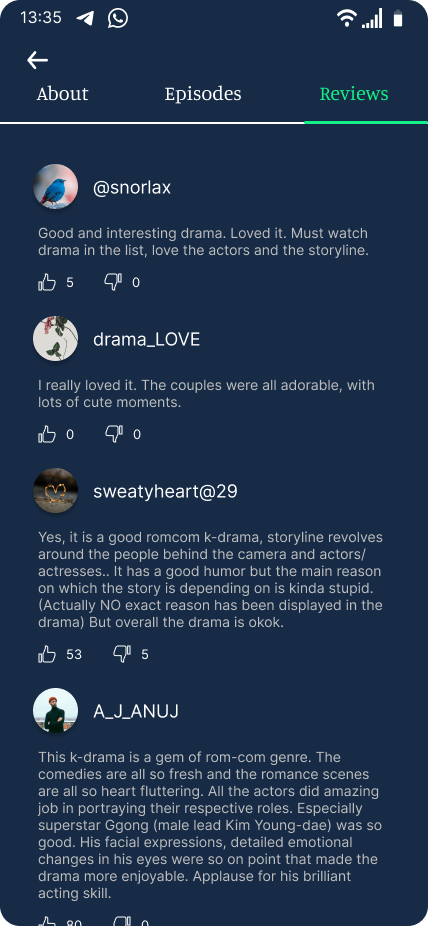 13:35
About Episodes Reviews
@snorlax
Good and interesting drama. Loved it. Must watch
drama in the list, love the actors and the storyline.
5 0
drama_LOVE
I really loved it. The couples were all adorable, with
lots of cute moments.
0 0
sweatyheart@29
Yes, it is a good romcom k-drama, storyline revolves
around the people behind the camera and actors/
actresses.. It has a good humor but the main reason
on which the story is depending on is kinda stupid.
(Actually NO exact reason has been displayed in the
drama) But overall the drama is okok.
53 5
A_J_ANUJ
This k-drama is a gem of rom-com genre. The
comedies are all so fresh and the romance scenes
are all so heart fluttering. All the actors did amazing
job in portraying their respective roles. Especially
superstar Ggong (male lead Kim Young-dae) was so
good. His facial expressions, detailed emotional
changes in his eyes were so on point that made the
drama more enjoyable. Applause for his brilliant
acting skill.
80 0